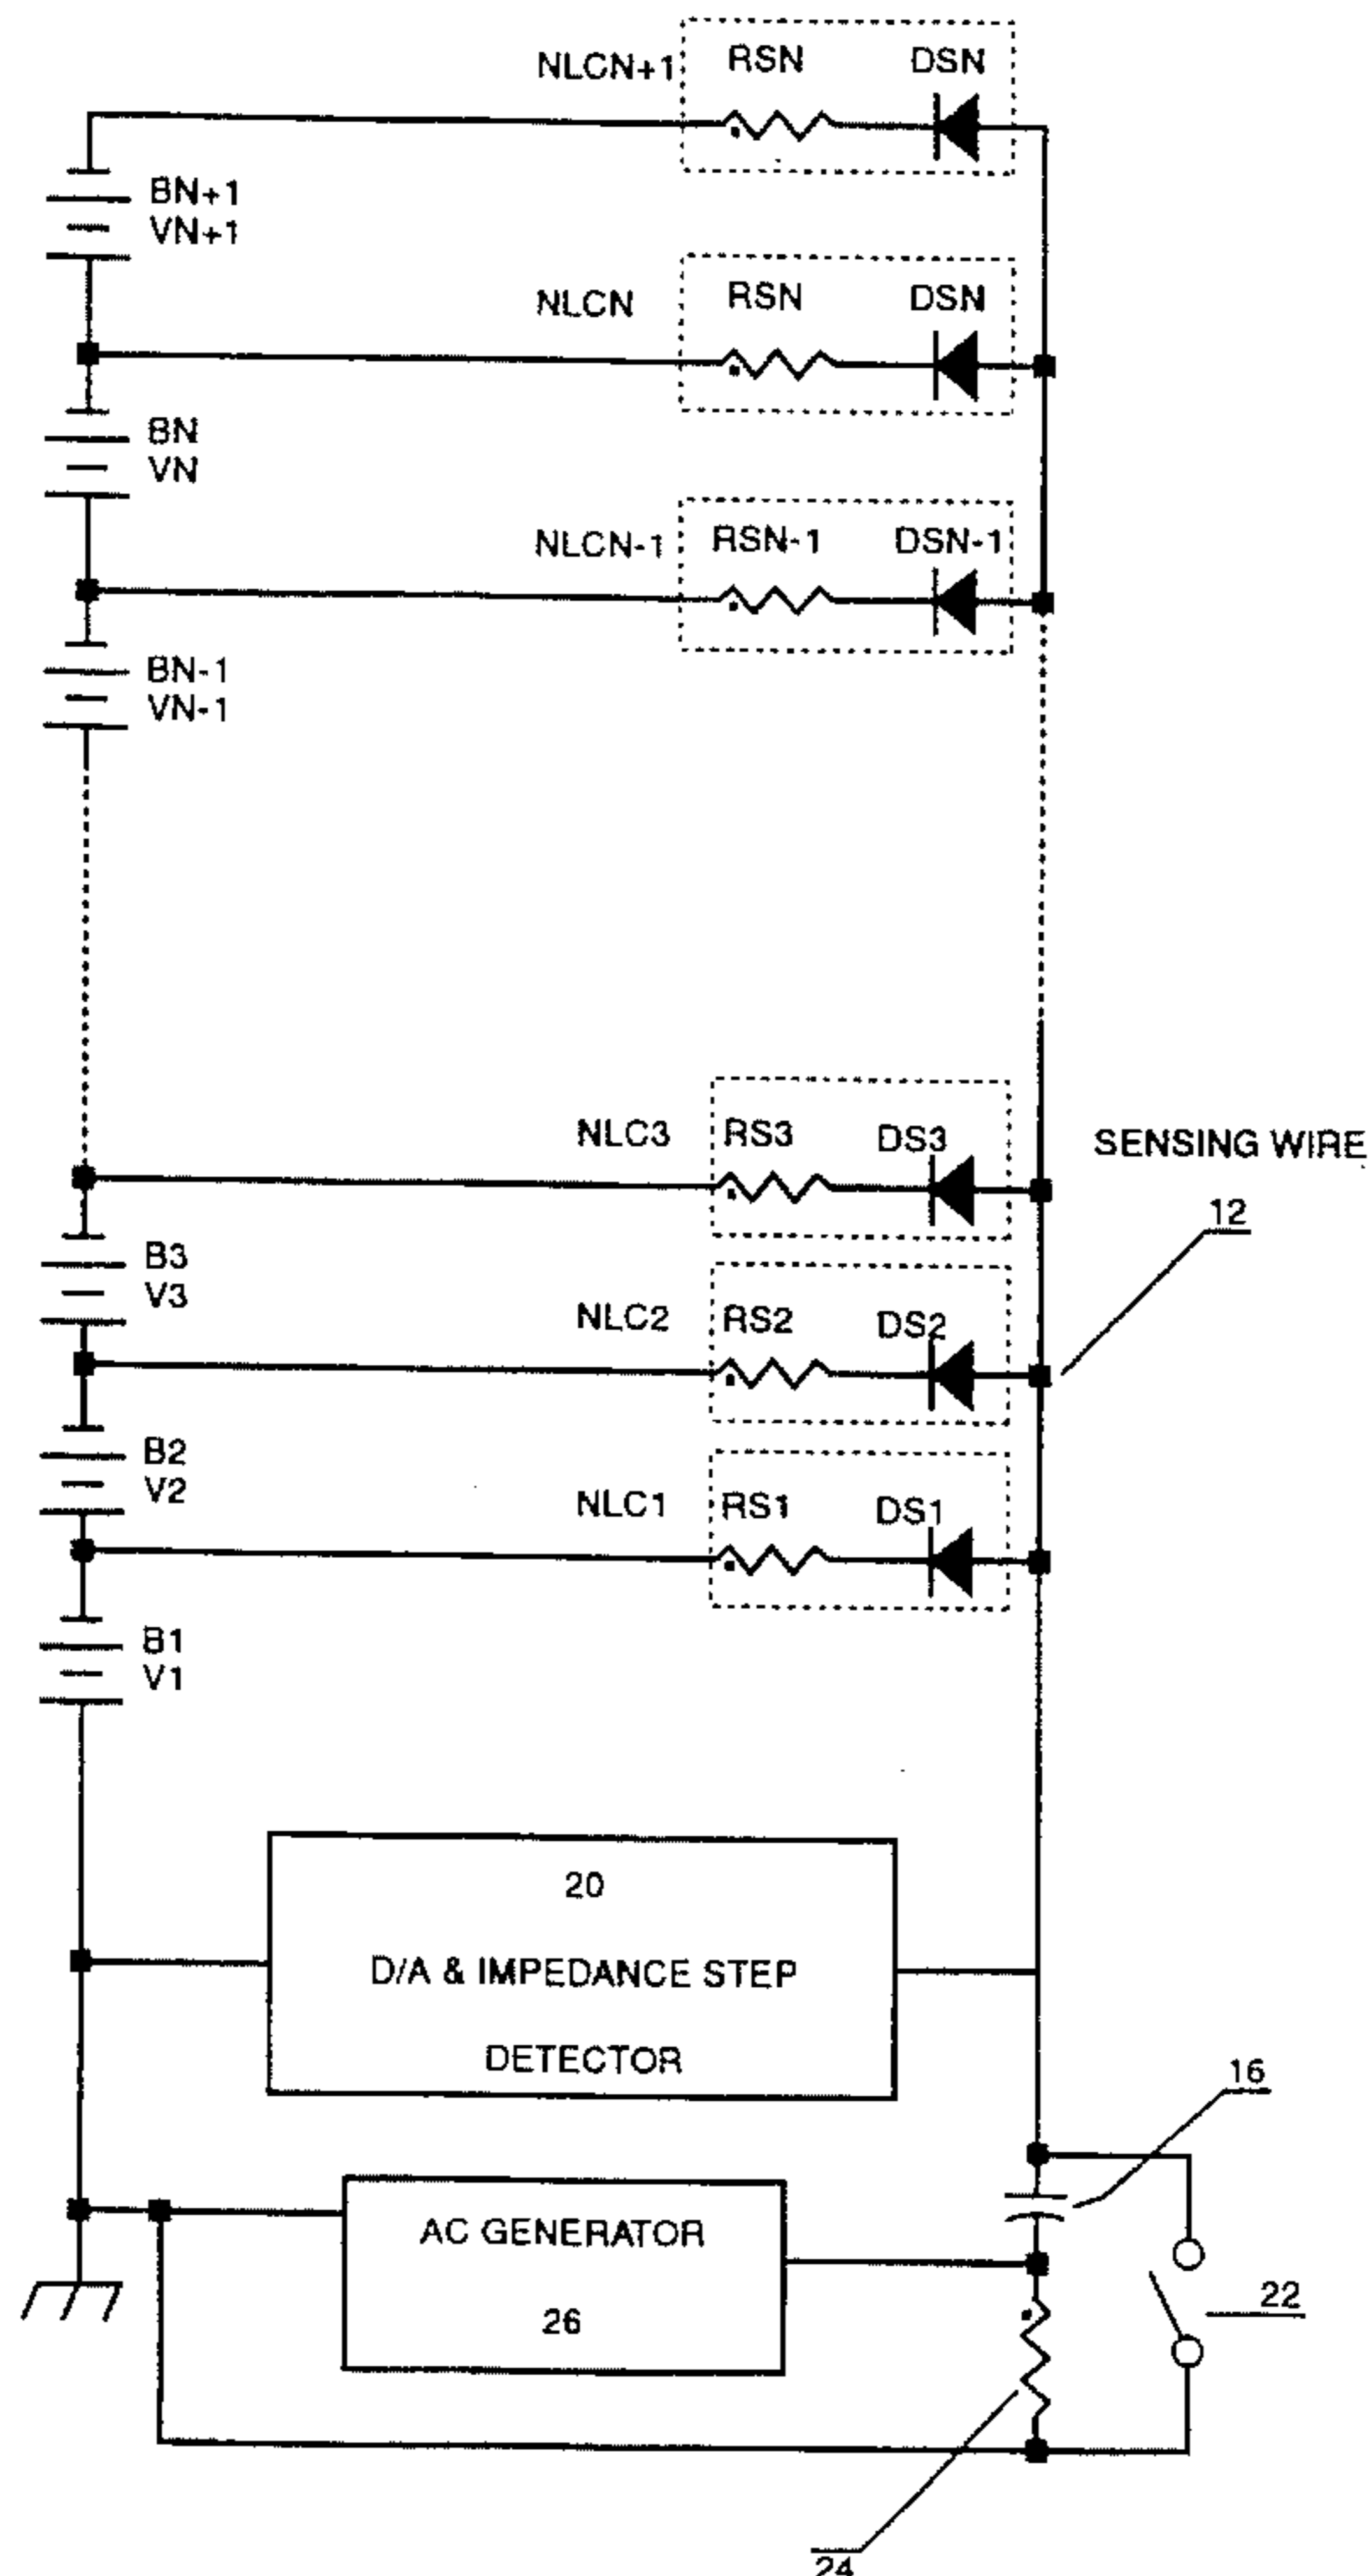 NLCN+1
RSN
DSN
BN+1
VN+1
NLCN
RSN
DSN
BN
VN
NLCN-1
RSN-1
DSN-1
BN-1
VN-1
NLC3
RS3
DS3
SENSING WIRE
12
B3
V3
NLC2
RS2
DS2
B2
V2
NLC1
RS1
DS1
B1
V1
20
D/A & IMPEDANCE STEP
DETECTOR
16
AC GENERATOR
26
22
24